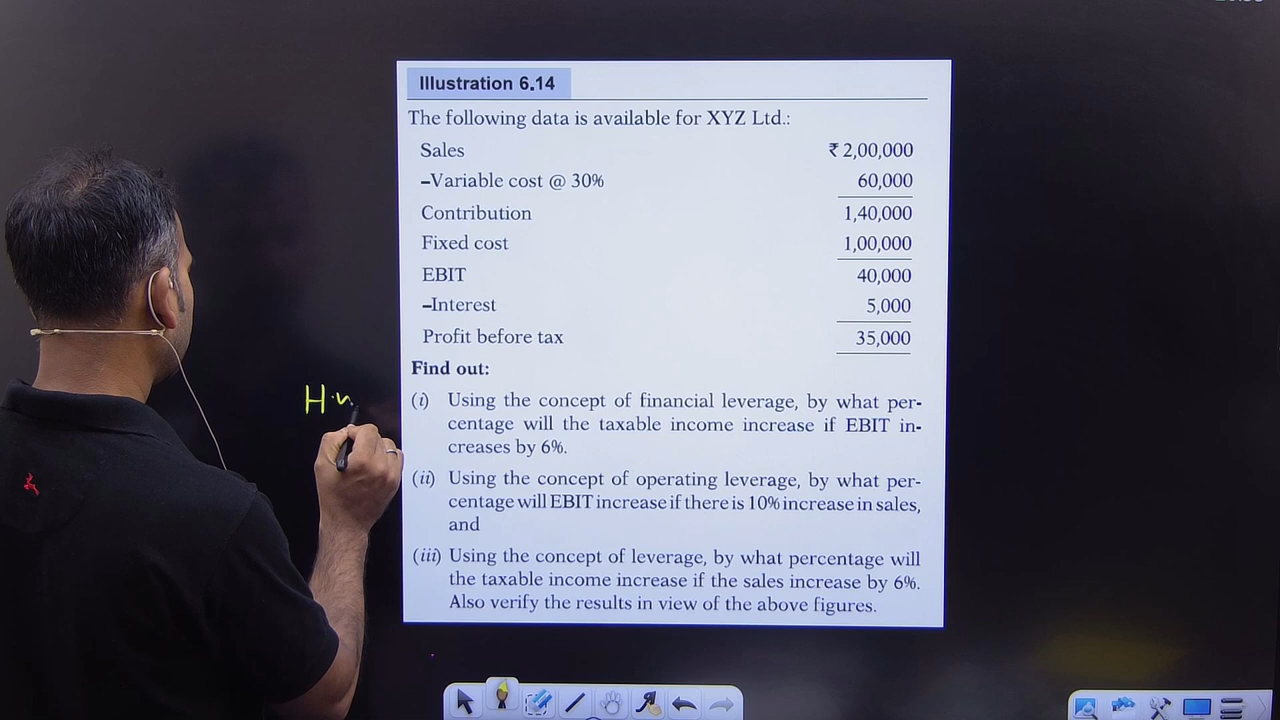 Illustration 6.14
The following data is available for XYZ Ltd.:
Sales ₹ 2,00,000
–Variable cost @ 30% 60,000
Contribution 1,40,000
Fixed cost 1,00,000
EBIT 40,000
–Interest 5,000
Profit before tax 35,000
Find out:
(i) Using the concept of financial leverage, by what per-
centage will the taxable income increase if EBIT in-
creases by 6%.
(ii) Using the concept of operating leverage, by what per-
centage will EBIT increase if there is 10% increase in sales,
and
(iii) Using the concept of leverage, by what percentage will
the taxable income increase if the sales increase by 6%.
Also verify the results in view of the above figures.